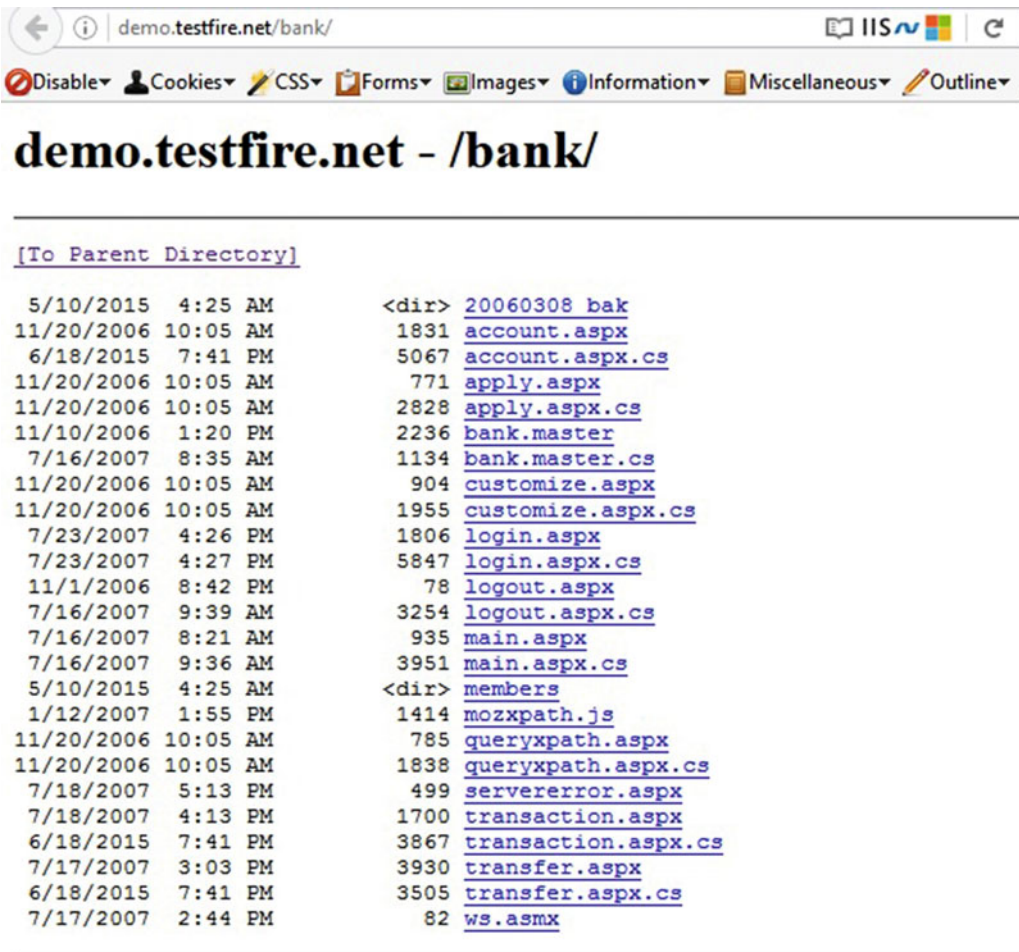 demo.testfire.net/bank/ IIS
Disable Cookies CSS Forms Images Information Miscellaneous Outline
demo.testfire.net - /bank/
[To Parent Directory]
5/10/2015 4:25 AM <dir> 20060308 bak
11/20/2006 10:05 AM 1831 account.aspx
6/18/2015 7:41 PM 5067 account.aspx.cs
11/20/2006 10:05 AM 771 apply.aspx
11/20/2006 10:05 AM 2828 apply.aspx.cs
11/10/2006 1:20 PM 2236 bank.master
7/16/2007 8:35 AM 1134 bank.master.cs
11/20/2006 10:05 AM 904 customize.aspx
11/20/2006 10:05 AM 1955 customize.aspx.cs
7/23/2007 4:26 PM 1806 login.aspx
7/23/2007 4:27 PM 5847 login.aspx.cs
11/1/2006 8:42 PM 78 logout.aspx
7/16/2007 9:39 AM 3254 logout.aspx.cs
7/16/2007 8:21 AM 935 main.aspx
7/16/2007 9:36 AM 3951 main.aspx.cs
5/10/2015 4:25 AM <dir> members
1/12/2007 1:55 PM 1414 mozxpath.js
11/20/2006 10:05 AM 785 queryxpath.aspx
11/20/2006 10:05 AM 1838 queryxpath.aspx.cs
7/18/2007 5:13 PM 499 servererror.aspx
7/18/2007 4:13 PM 1700 transaction.aspx
6/18/2015 7:41 PM 3867 transaction.aspx.cs
7/17/2007 3:03 PM 3930 transfer.aspx
6/18/2015 7:41 PM 3505 transfer.aspx.cs
7/17/2007 2:44 PM 82 ws.asmx